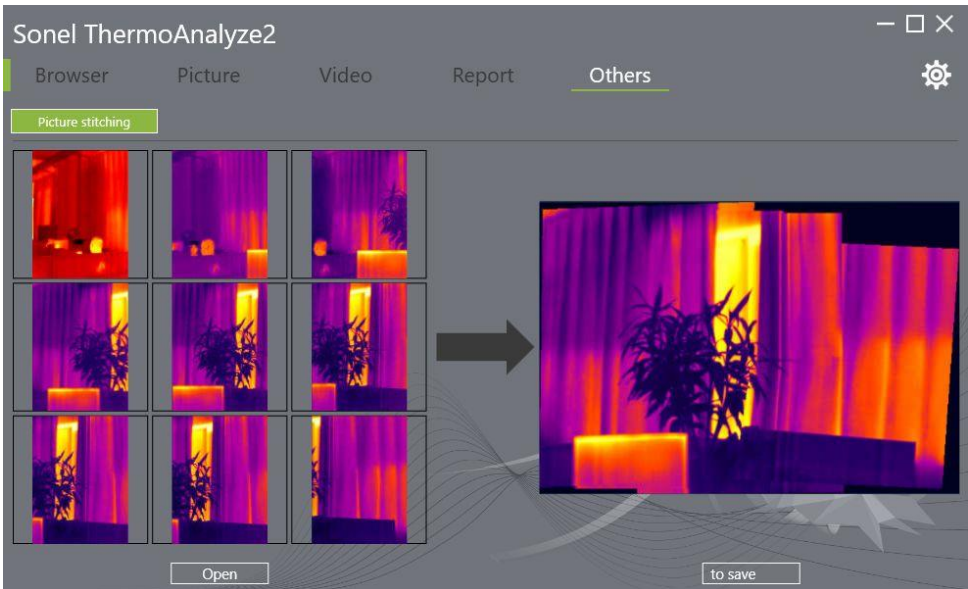 Sonel ThermoAnalyze2
Browser Picture Video Report Others
Picture stitching
Open to save